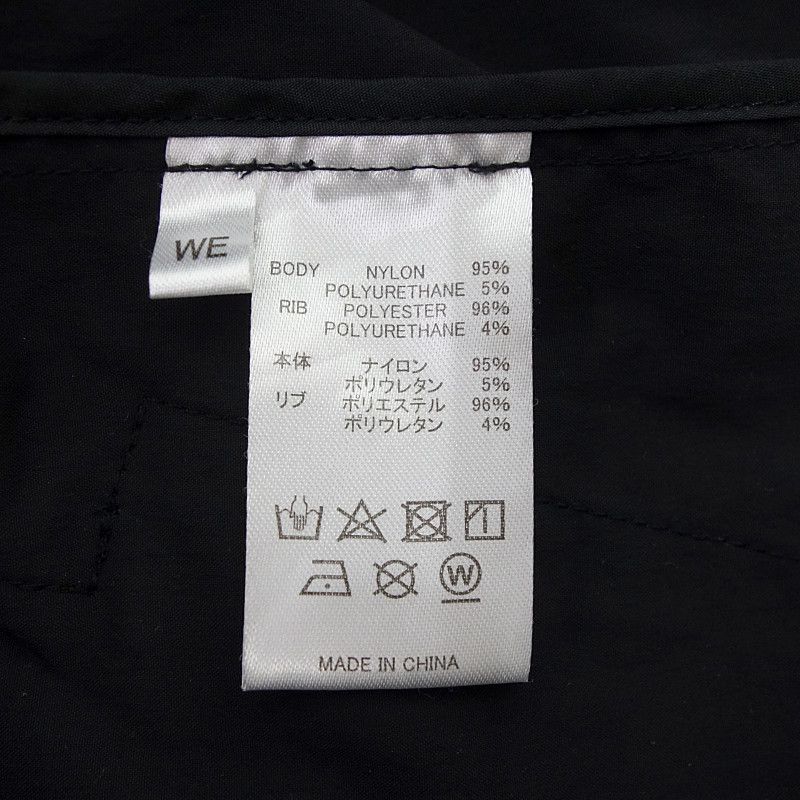 WE
BODY NYLON 95%
POLYURETHANE 5%
RIB POLYESTER 96%
POLYURETHANE 4%
本体 ナイロン 95%
ポリウレタン 5%
リブ ポリエステル 96%
ポリウレタン 4%
W
MADE IN CHINA